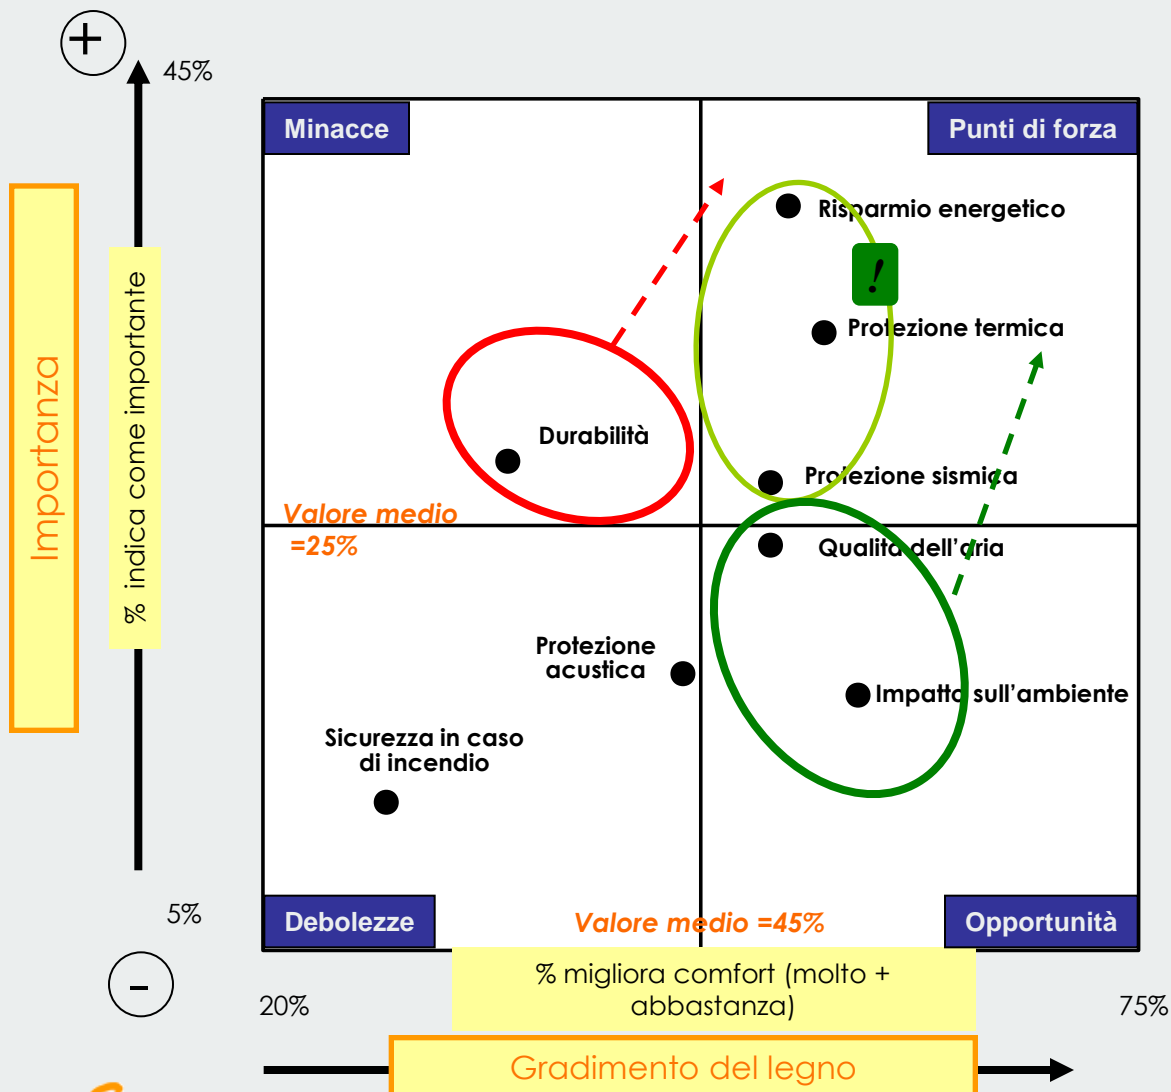 +
45%
Minacce
Punti di forza
Risparmio energetico
!
Protezione termica
Importanza
% indica come importante
Durabilità
Protezione sismica
Valore medio
=25%
Qualità dell'aria
Protezione
acustica
Impatto sull'ambiente
Sicurezza in caso
di incendio
5%
Debolezze
Valore medio =45%
Opportunità
-
% migliora comfort (molto +
abbastanza)
20%
75%
Gradimento del legno